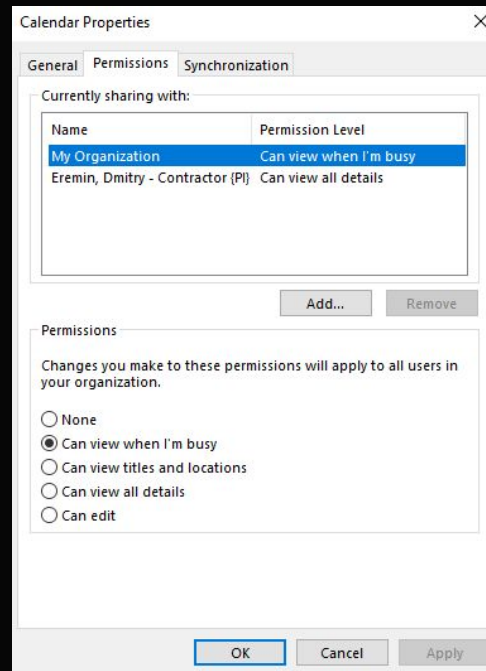 Calendar Properties
General Permissions Synchronization
Currently sharing with:
Name Permission Level
My Organization Can view when I'm busy
Eremin, Dmitry - Contractor {PI} Can view all details
Add... Remove
Permissions
Changes you make to these permissions will apply to all users in
your organization.
None
Can view when I'm busy
Can view titles and locations
Can view all details
Can edit
OK Cancel Apply